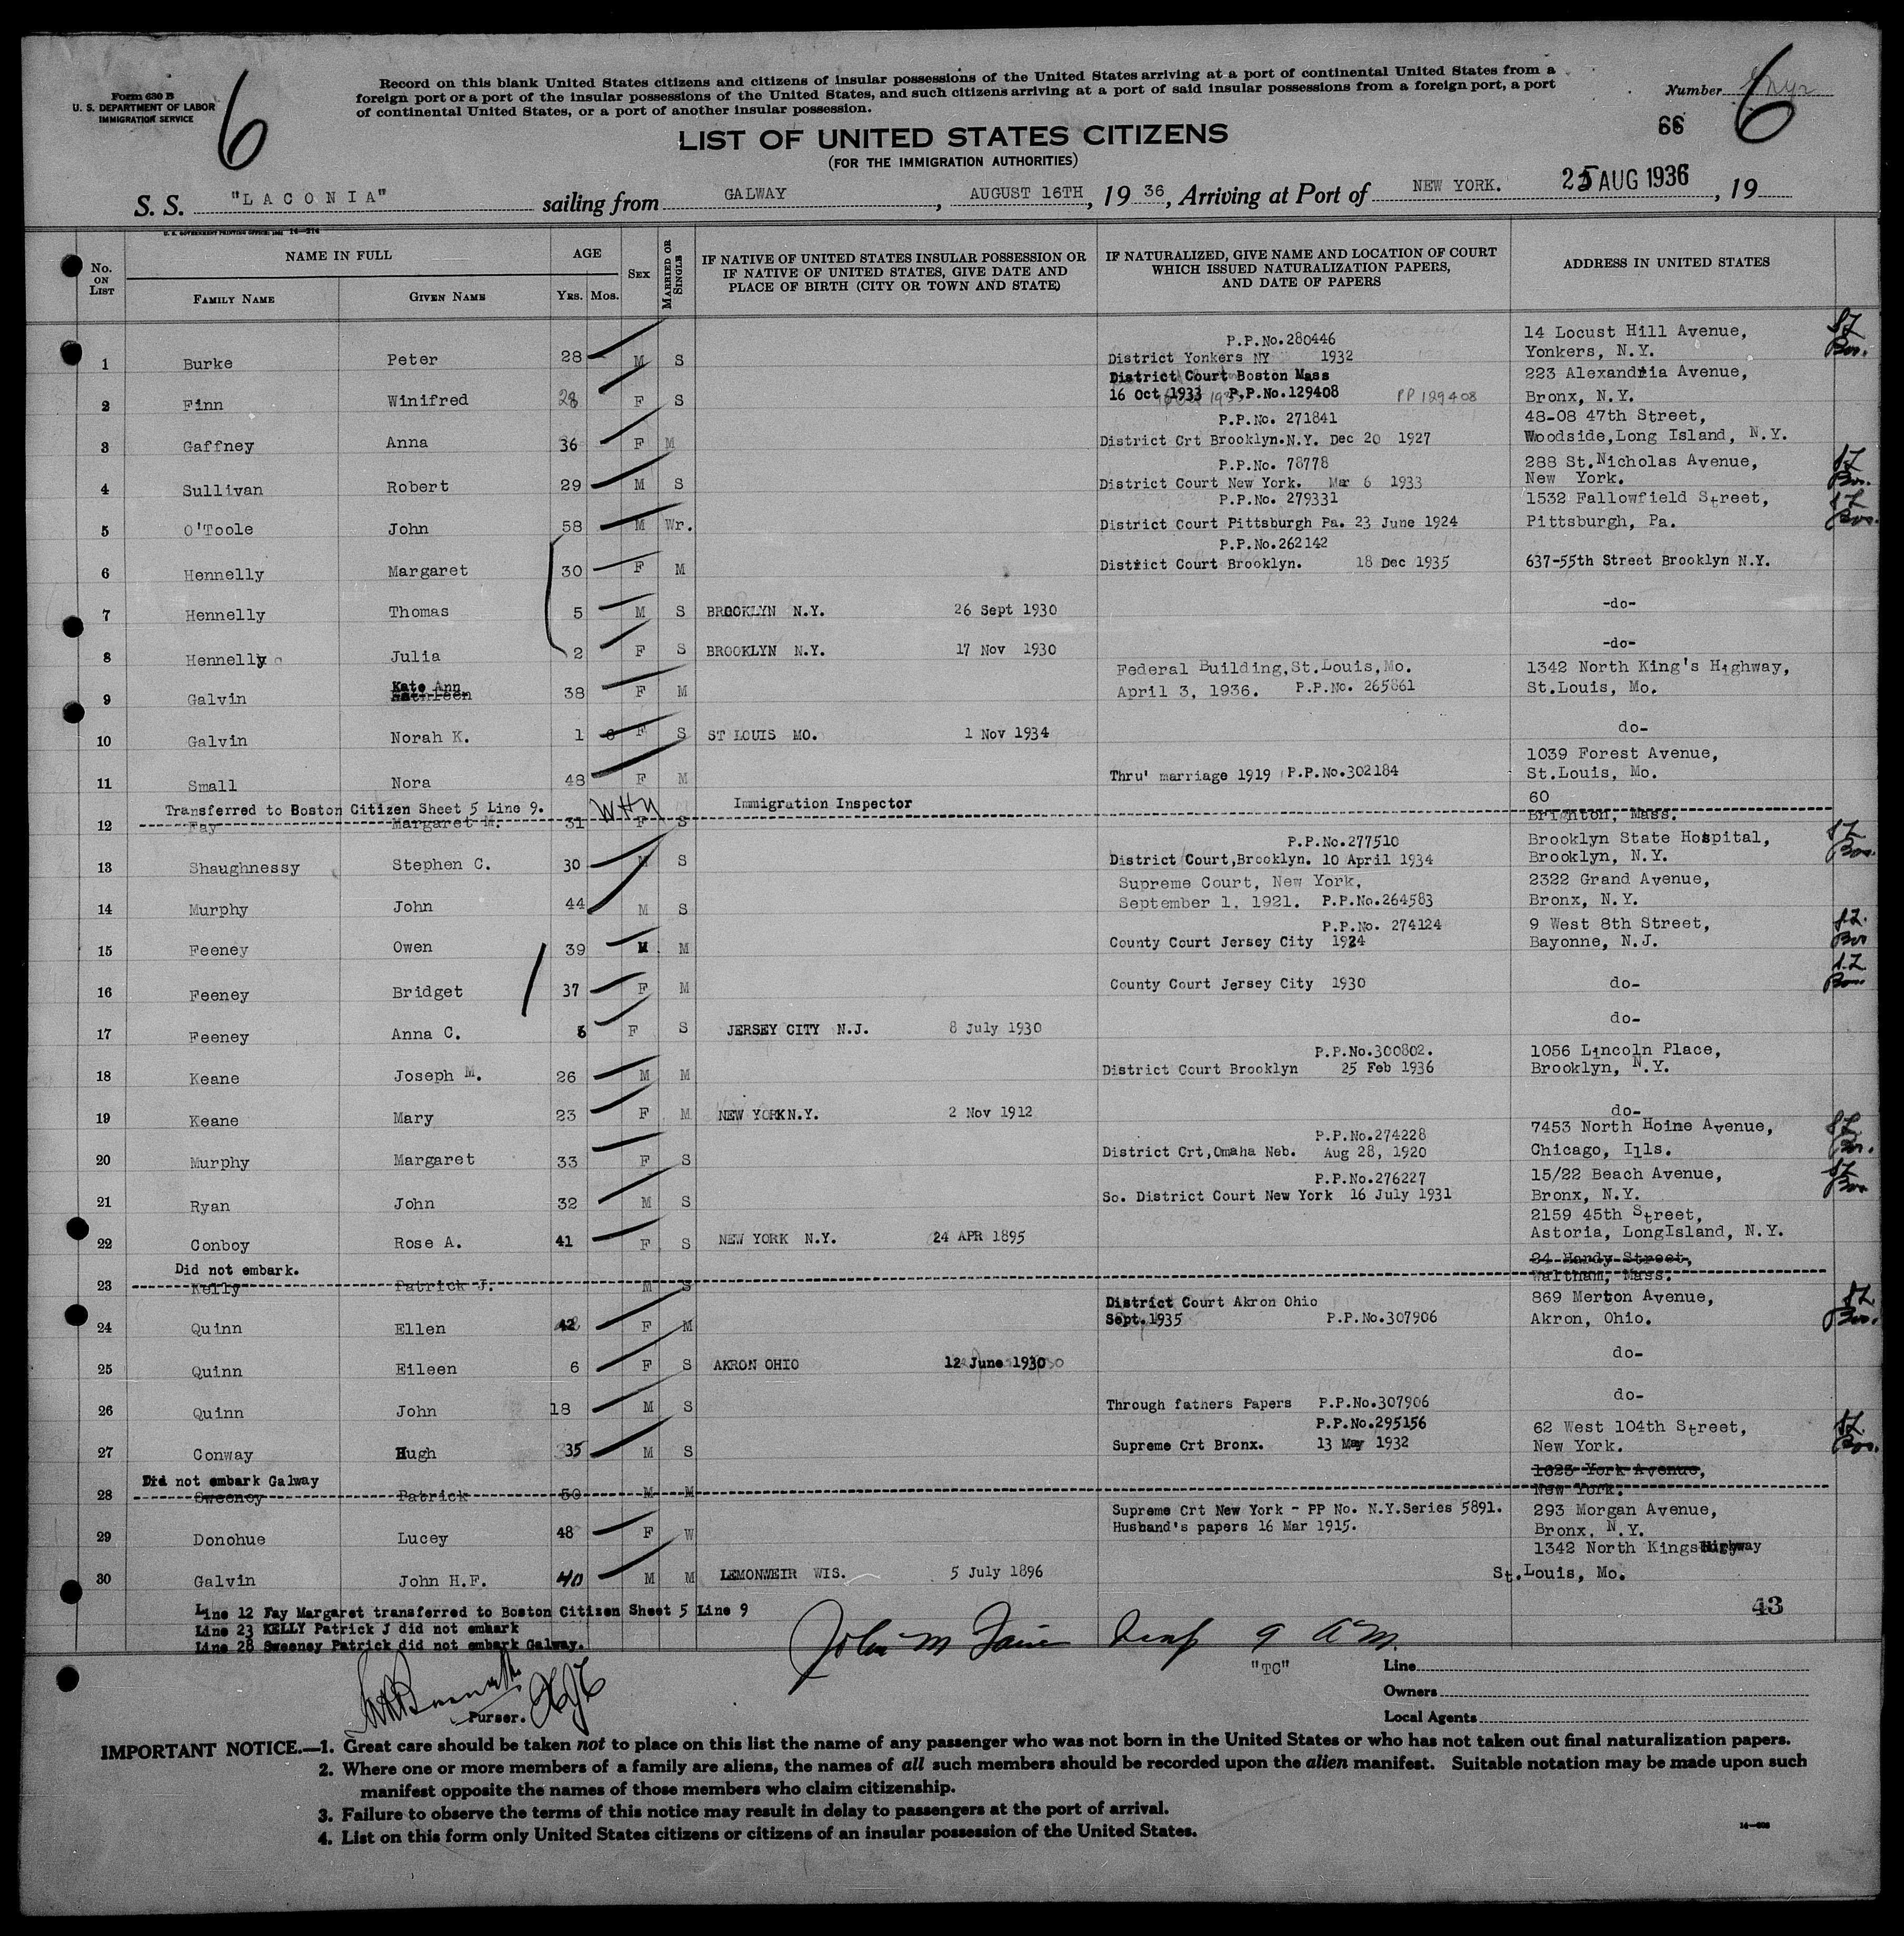 Form 630 B
U. S. DEPARTMENT OF LABOR
IMMIGRATION SERVICE
6
Record on this blank United States citizens and citizens of insular possessions of the United States arriving at a port of continental United States from a
foreign port or a port of the insular possessions of the United States, and such citizens arriving at a port of said insular possessions from a foreign port, a port
of continental United States, or a port of another insular possession.
Number
66
6
LIST OF UNITED STATES CITIZENS
(FOR THE IMMIGRATION AUTHORITIES)
S. S. "LACONIA" sailing from GALWAY, AUGUST 16TH, 19 36, Arriving at Port of NEW YORK. 25 AUG 1936, 19
No. ON LIST
NAME IN FULL
FAMILY NAME
GIVEN NAME
AGE
YRS. MOS.
SEX
MARRIED OR SINGLE
IF NATIVE OF UNITED STATES INSULAR POSSESSION OR
IF NATIVE OF UNITED STATES, GIVE DATE AND
PLACE OF BIRTH (CITY OR TOWN AND STATE)
IF NATURALIZED, GIVE NAME AND LOCATION OF COURT
WHICH ISSUED NATURALIZATION PAPERS,
AND DATE OF PAPERS
ADDRESS IN UNITED STATES
P.P.No.280446 14 Locust Hill Avenue,
1 Burke Peter 28 M S District Yonkers NY 1932 Yonkers, N.Y.
District Court Boston Mass 223 Alexandria Avenue,
2 Finn Winifred 28 F S 16 Oct 1933 P.P.No.129408 PP129408 Bronx, N.Y.
P.P.No. 271841 48-08 47th Street,
3 Gaffney Anna 36 F M District Crt Brooklyn.N.Y. Dec 20 1927 Woodside,Long Island, N.Y.
P.P.No. 78778 288 St.Nicholas Avenue,
4 Sullivan Robert 29 M S District Court New York. Mar 6 1933 New York.
P.P.No. 279331 1532 Fallowfield Street,
5 O'Toole John 58 M Wr. District Court Pittsburgh Pa. 23 June 1924 Pittsburgh, Pa.
P.P.No.262142
6 Hennelly Margaret 30 F M District Court Brooklyn. 18 Dec 1935 637-55th Street Brooklyn N.Y.
7 Hennelly Thomas 5 M S BROOKLYN N.Y. 26 Sept 1930 -do-
8 Hennelly Julia 2 F S BROOKLYN N.Y. 17 Nov 1930 -do-
Kate Ann Federal Building,St.Louis,Mo. 1342 North King's Highway,
9 Galvin Kathleen 38 F M April 3, 1936. P.P.No. 265861 St.Louis, Mo.
10 Galvin Norah K. 1 F S ST LOUIS MO. 1 Nov 1934 do-
1039 Forest Avenue,
11 Small Nora 48 F M Thru' marriage 1919 P.P.No.302184 St.Louis, Mo.
Transferred to Boston Citizen Sheet 5 Line 9. WHY Immigration Inspector 60
12 Fay Margaret M. 31 F S Brighton, Mass.
P.P.No.277510 Brooklyn State Hospital,
13 Shaughnessy Stephen C. 30 M S District Court,Brooklyn. 10 April 1934 Brooklyn, N.Y.
Supreme Court, New York, 2322 Grand Avenue,
14 Murphy John 44 M S September 1, 1921. P.P.No.264583 Bronx, N.Y.
P.P.No. 274124 9 West 8th Street,
15 Feeney Owen 39 M M County Court Jersey City 1924 Bayonne, N.J.
16 Feeney Bridget 37 F M County Court Jersey City 1930 do-
17 Feeney Anna C. F S JERSEY CITY N.J. 8 July 1930 do-
P.P.No.300802. 1056 Lincoln Place,
18 Keane Joseph M. 26 M M District Court Brooklyn 25 Feb 1936 Brooklyn, N.Y.
19 Keane Mary 23 F M NEW YORK N.Y. 2 Nov 1912 do-
P.P.No.274228 7453 North Hoine Avenue,
20 Murphy Margaret 33 F S District Crt,Omaha Neb. Aug 28, 1920 Chicago, Ills.
P.P.No.276227 15/22 Beach Avenue,
21 Ryan John 32 M S So. District Court New York 16 July 1931 Bronx, N.Y.
2159 45th Street,
22 Conboy Rose A. 41 F S NEW YORK N.Y. 24 APR 1895 Astoria, LongIsland, N.Y.
Did not embark. 24 Hardy Street,
23 Kelly Patrick J. M S Waltham, Mass.
District Court Akron Ohio 869 Merton Avenue,
24 Quinn Ellen 42 F M Sept.1935 P.P.No.307906 Akron, Ohio.
25 Quinn Eileen 6 F S AKRON OHIO 12 June 1930 do-
26 Quinn John 18 M S Through fathers Papers P.P.No.307906 do-
P.P.No.295156 62 West 104th Street,
27 Conway Hugh 35 M S Supreme Crt Bronx. 13 May 1932 New York.
Did not embark Galway 1623 York Avenue,
28 Sweeney Patrick 50 M M New York.
Supreme Crt New York - PP No. N.Y.Series 5891. 293 Morgan Avenue,
29 Donohue Lucey 48 F W Husband's papers 16 Mar 1915. Bronx, N.Y.
1342 North Kings Highway
30 Galvin John H.F. 40 M M LEMONWEIR WIS. 5 July 1896 St.Louis, Mo.
Line 12 Fay Margaret transferred to Boston Citizen Sheet 5 Line 9
Line 23 KELLY Patrick J did not embark
Line 28 Sweeney Patrick did not embark Galway.
43
John M 9 AM.
"TC"
Purser.
Line
Owners
Local Agents
IMPORTANT NOTICE.—1. Great care should be taken not to place on this list the name of any passenger who was not born in the United States or who has not taken out final naturalization papers.
2. Where one or more members of a family are aliens, the names of all such members should be recorded upon the alien manifest. Suitable notation may be made upon such
manifest opposite the names of those members who claim citizenship.
3. Failure to observe the terms of this notice may result in delay to passengers at the port of arrival.
4. List on this form only United States citizens or citizens of an insular possession of the United States.